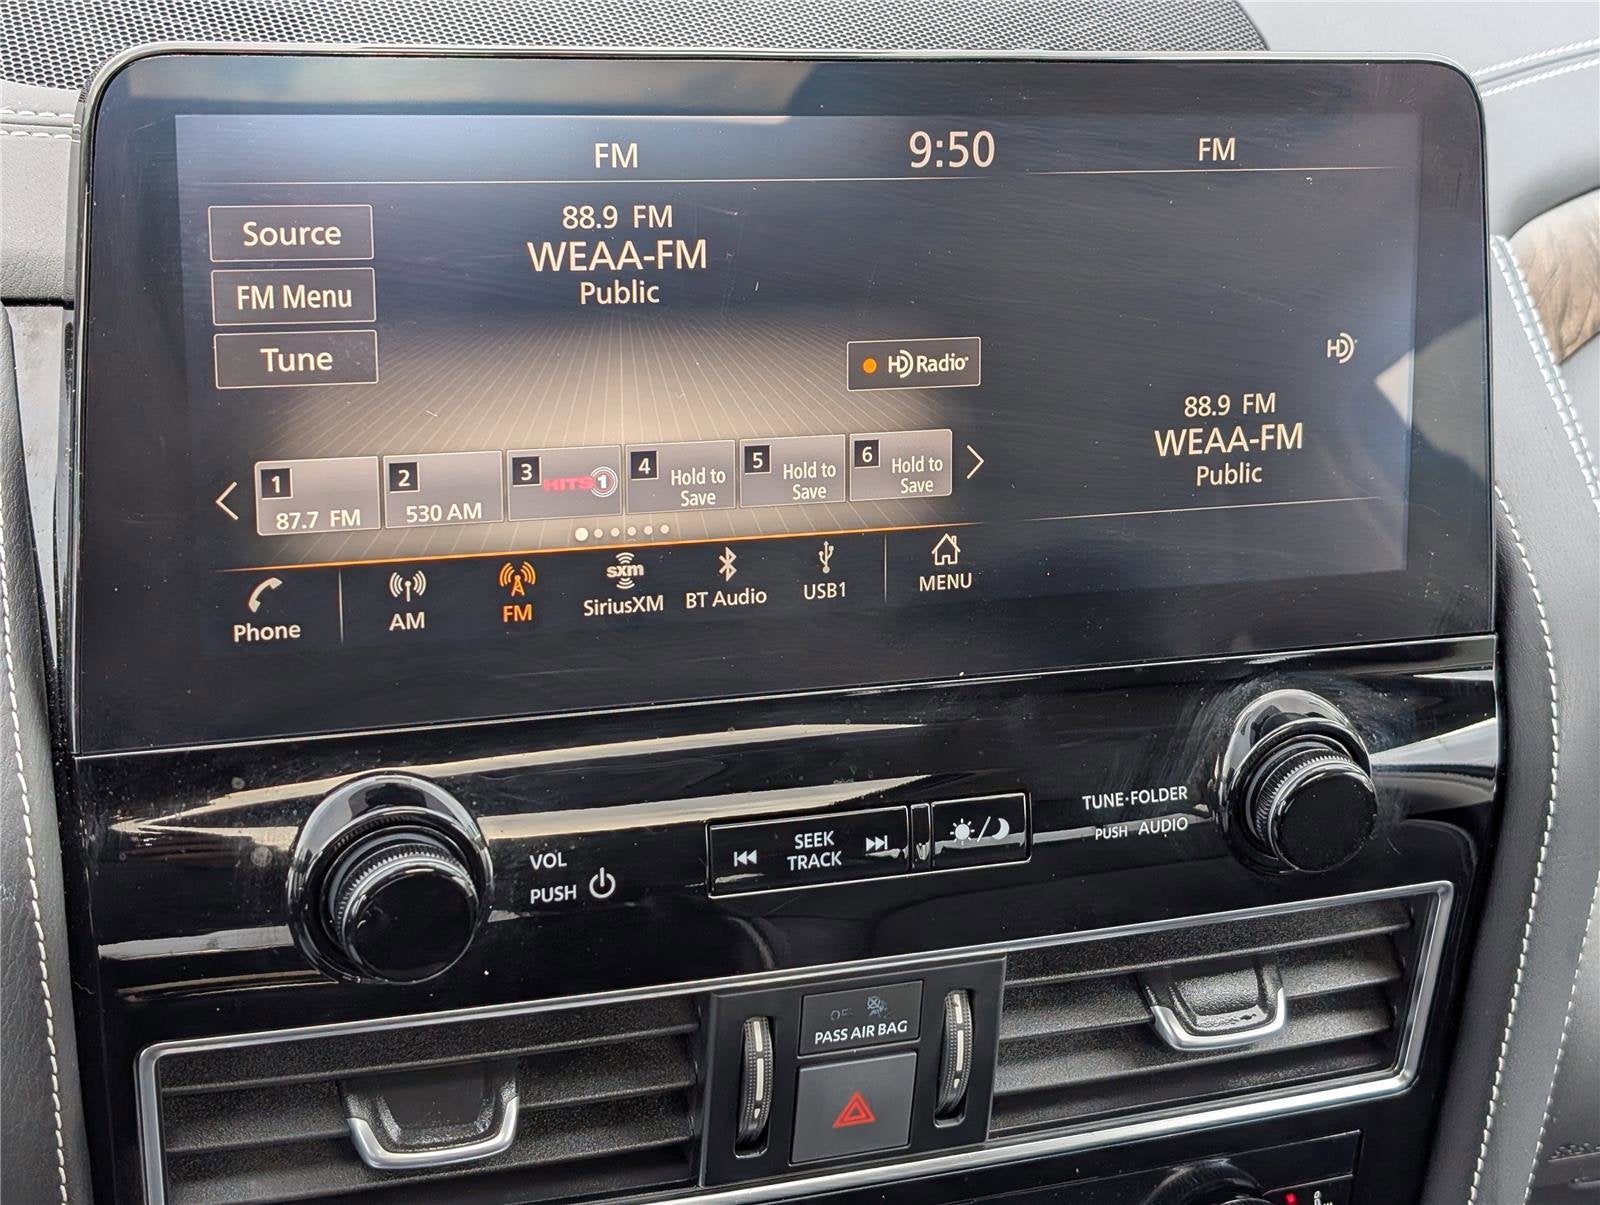 FM
9:50
FM
Source
FM Menu
Tune
88.9 FM
WEAA-FM
Public
HD Radio
HD
88.9 FM
WEAA-FM
Public
1
87.7 FM
2
530 AM
3
HITS 1
4
Hold to
Save
5
Hold to
Save
6
Hold to
Save
Phone
AM
FM
sxm
SiriusXM
BT Audio
USB1
MENU
VOL
PUSH
SEEK
TRACK
TUNE·FOLDER
PUSH AUDIO
OFF
PASS AIR BAG